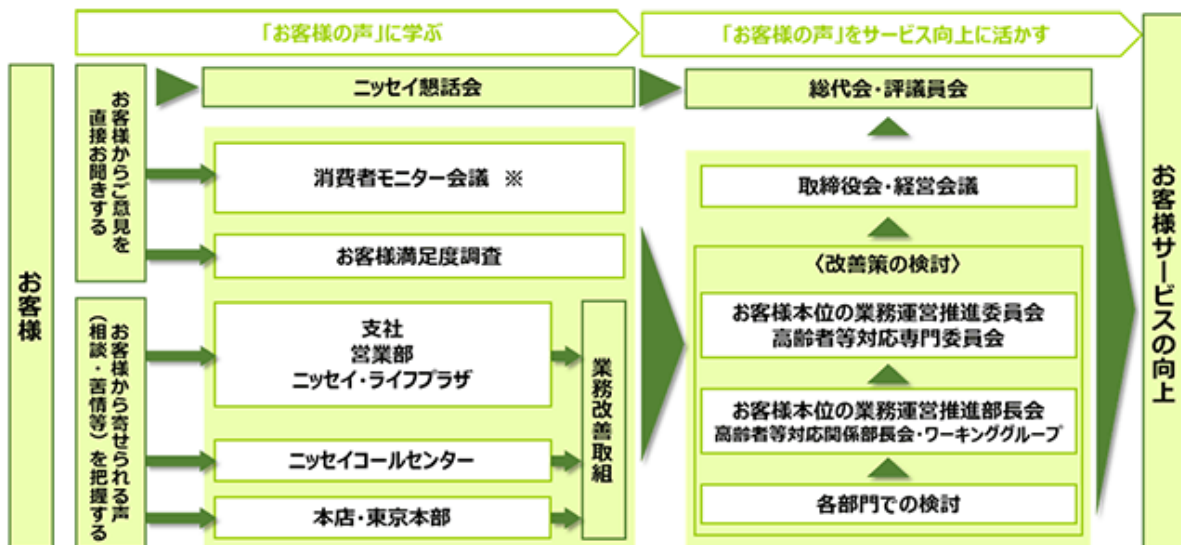 「お客様の声」に学ぶ
「お客様の声」をサービス向上に活かす
お客様
お客様からご意見を
直接お聞きする
ニッセイ懇話会
総代会・評議員会
消費者モニター会議 ※
お客様満足度調査
お客様から寄せられる声
(相談・苦情等)を把握する
支社
営業部
ニッセイ・ライフプラザ
ニッセイコールセンター
本店・東京本部
業務改善取組
取締役会・経営会議
〈改善策の検討〉
お客様本位の業務運営推進委員会
高齢者等対応専門委員会
お客様本位の業務運営推進部長会
高齢者等対応関係部長会・ワーキンググループ
各部門での検討
お客様サービスの向上